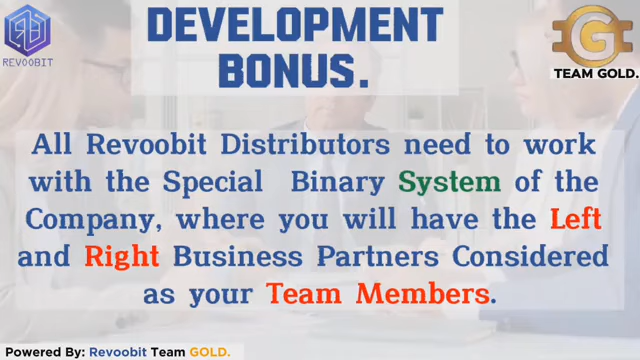 DEVELOPMENT
BONUS.
REVOOBIT
TEAM GOLD.
All Revoobit Distributors need to work
with the Special Binary System of the
Company, where you will have the Left
and Right Business Partners Considered
as your Team Members.
Powered By: Revoobit Team GOLD.